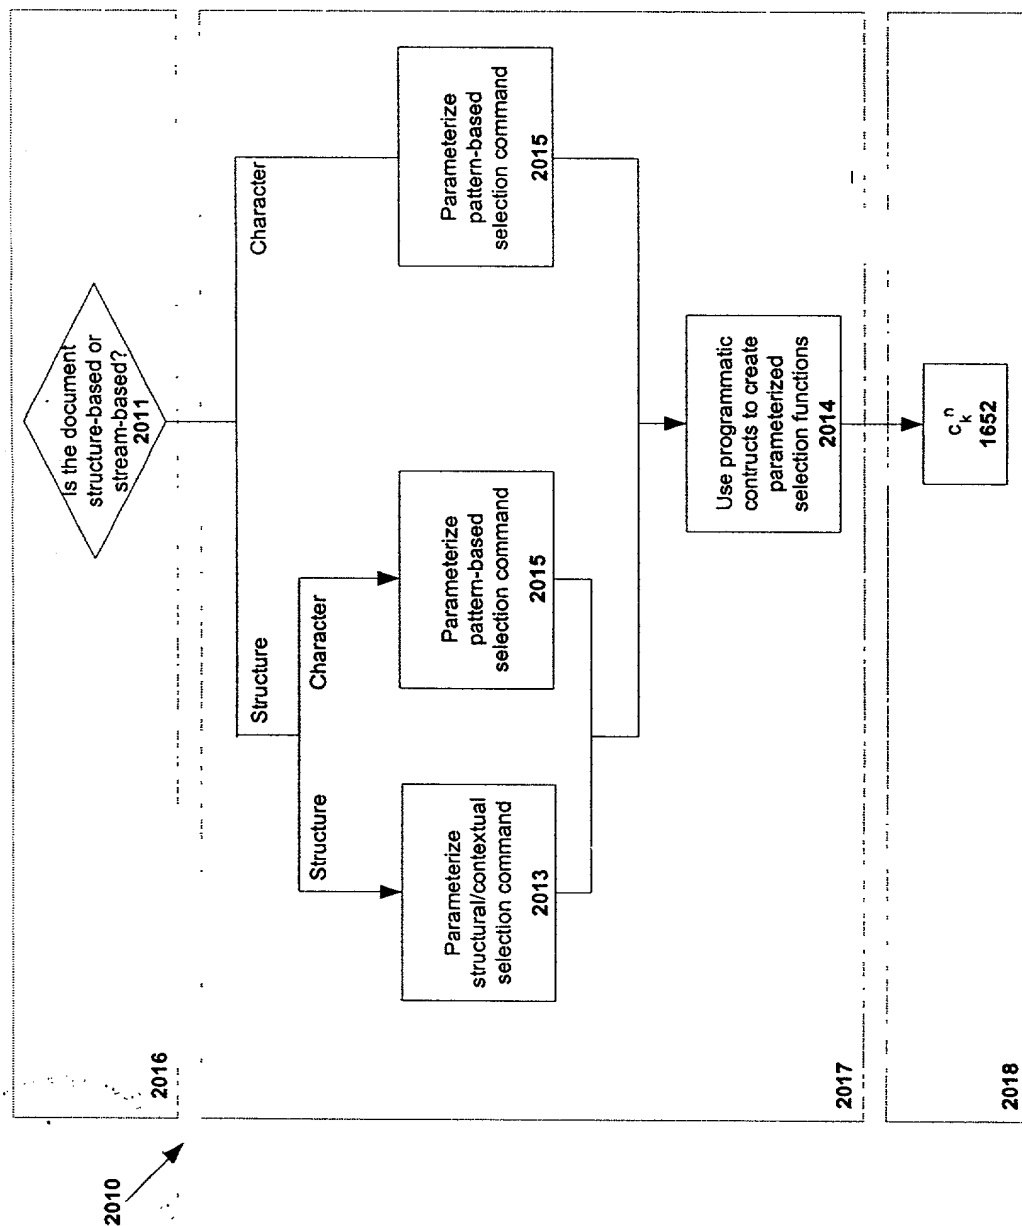 2010
2016
Is the document
structure-based or
stream-based?
2011
Structure
Character
Structure
Character
Parameterize
structural/contextual
selection command
2013
Parameterize
pattern-based
selection command
2015
Parameterize
pattern-based
selection command
2015
2017
Use programmatic
contructs to create
parameterized
selection functions
2014
2018
c_k^n
1652